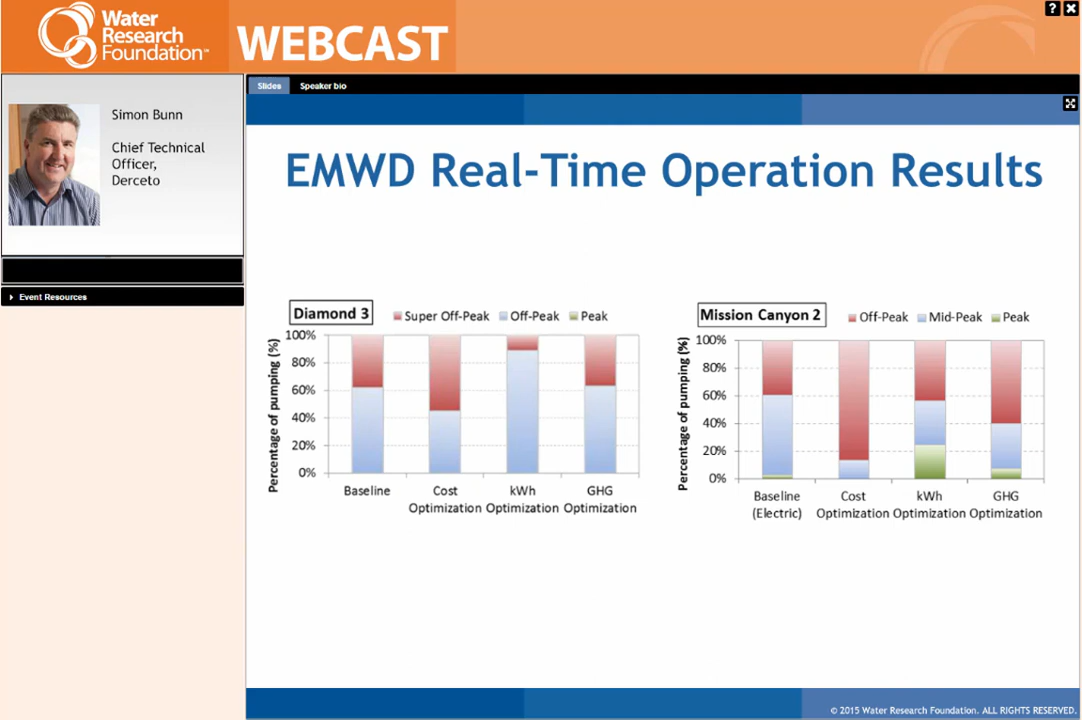 Water
Research
Foundation™
WEBCAST
? X
Simon Bunn
Chief Technical
Officer,
Derceto
Event Resources
Slides Speaker bio
EMWD Real-Time Operation Results
Diamond 3
Super Off-Peak Off-Peak Peak
Percentage of pumping (%)
100%
80%
60%
40%
20%
0%
Baseline Cost kWh GHG
Optimization Optimization Optimization
Mission Canyon 2
Off-Peak Mid-Peak Peak
Percentage of pumping (%)
100%
80%
60%
40%
20%
0%
Baseline Cost kWh GHG
(Electric) Optimization Optimization Optimization
© 2015 Water Research Foundation. ALL RIGHTS RESERVED.